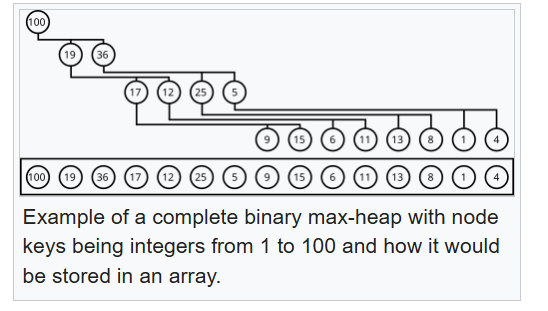 100
19 36
17 12 25 5
9 15 6 11 13 8 1 4
100 19 36 17 12 25 5 9 15 6 11 13 8 1 4
Example of a complete binary max-heap with node
keys being integers from 1 to 100 and how it would
be stored in an array.